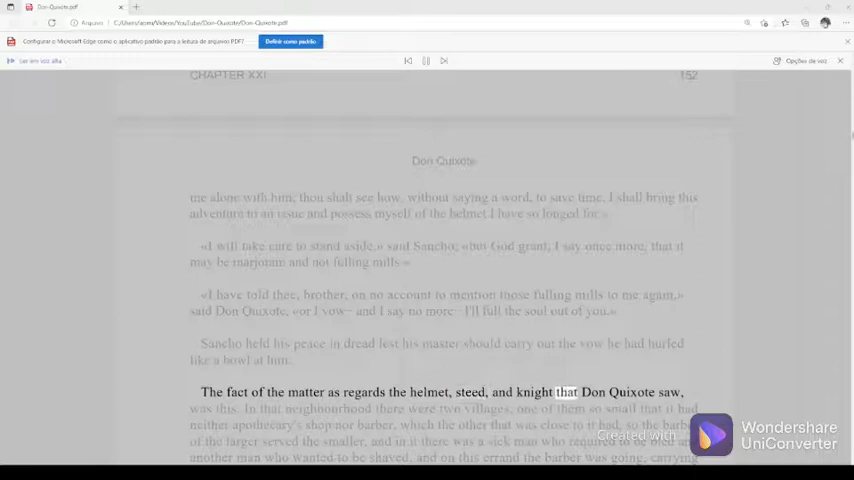 Don-Quixote.pdf
Arquivo
C:/Users/acms/Videos/YouTube/Don-Quixote/Don-Quixote.pdf
Configurar o Microsoft Edge como o aplicativo padrão para a leitura de arquivos PDF?
Definir como padrão
Ler em voz alta
Opções de voz
CHAPTER XXI
152
Don Quixote
me alone with him; thou shalt see how, without saying a word, to save time, I shall bring this
adventure to an issue and possess myself of the helmet I have so longed for.»
«I will take care to stand aside,» said Sancho; «but God grant, I say once more, that it
may be marjoram and not fulling mills.»
«I have told thee, brother, on no account to mention those fulling mills to me again,»
said Don Quixote, «or I vow− and I say no more− I'll full the soul out of you.»
Sancho held his peace in dread lest his master should carry out the vow he had hurled
like a bowl at him.
The fact of the matter as regards the helmet, steed, and knight that Don Quixote saw,
was this. In that neighbourhood there were two villages, one of them so small that it had
neither apothecary's shop nor barber, which the other that was close to it had, so the barber
of the larger served the smaller, and in it there was a sick man who required to be bled and
another man who wanted to be shaved, and on this errand the barber was going, carrying
Created with
Wondershare
UniConverter